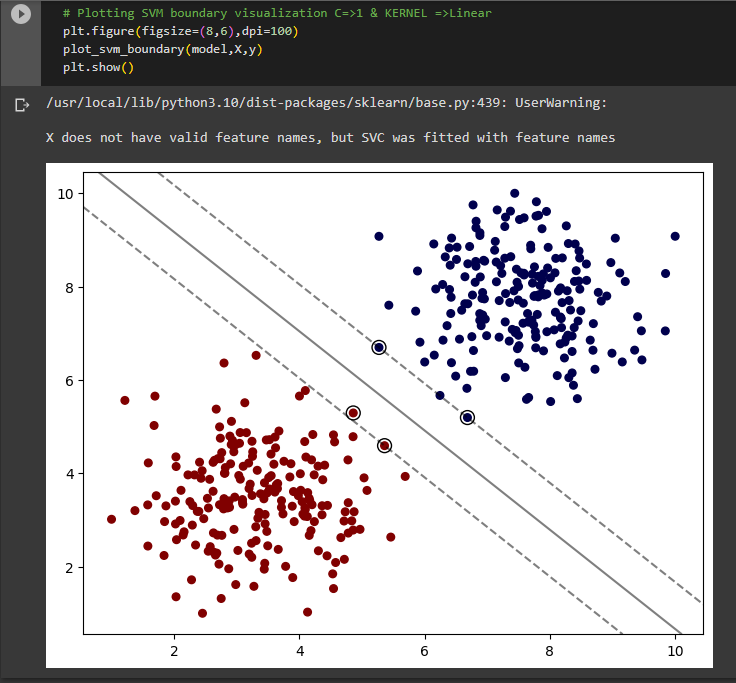 # Plotting SVM boundary visualization C=>1 & KERNEL =>Linear
plt.figure(figsize=(8,6),dpi=100)
plot_svm_boundary(model,X,y)
plt.show()
/usr/local/lib/python3.10/dist-packages/sklearn/base.py:439: UserWarning:
X does not have valid feature names, but SVC was fitted with feature names
10
8
6
4
2
2 4 6 8 10